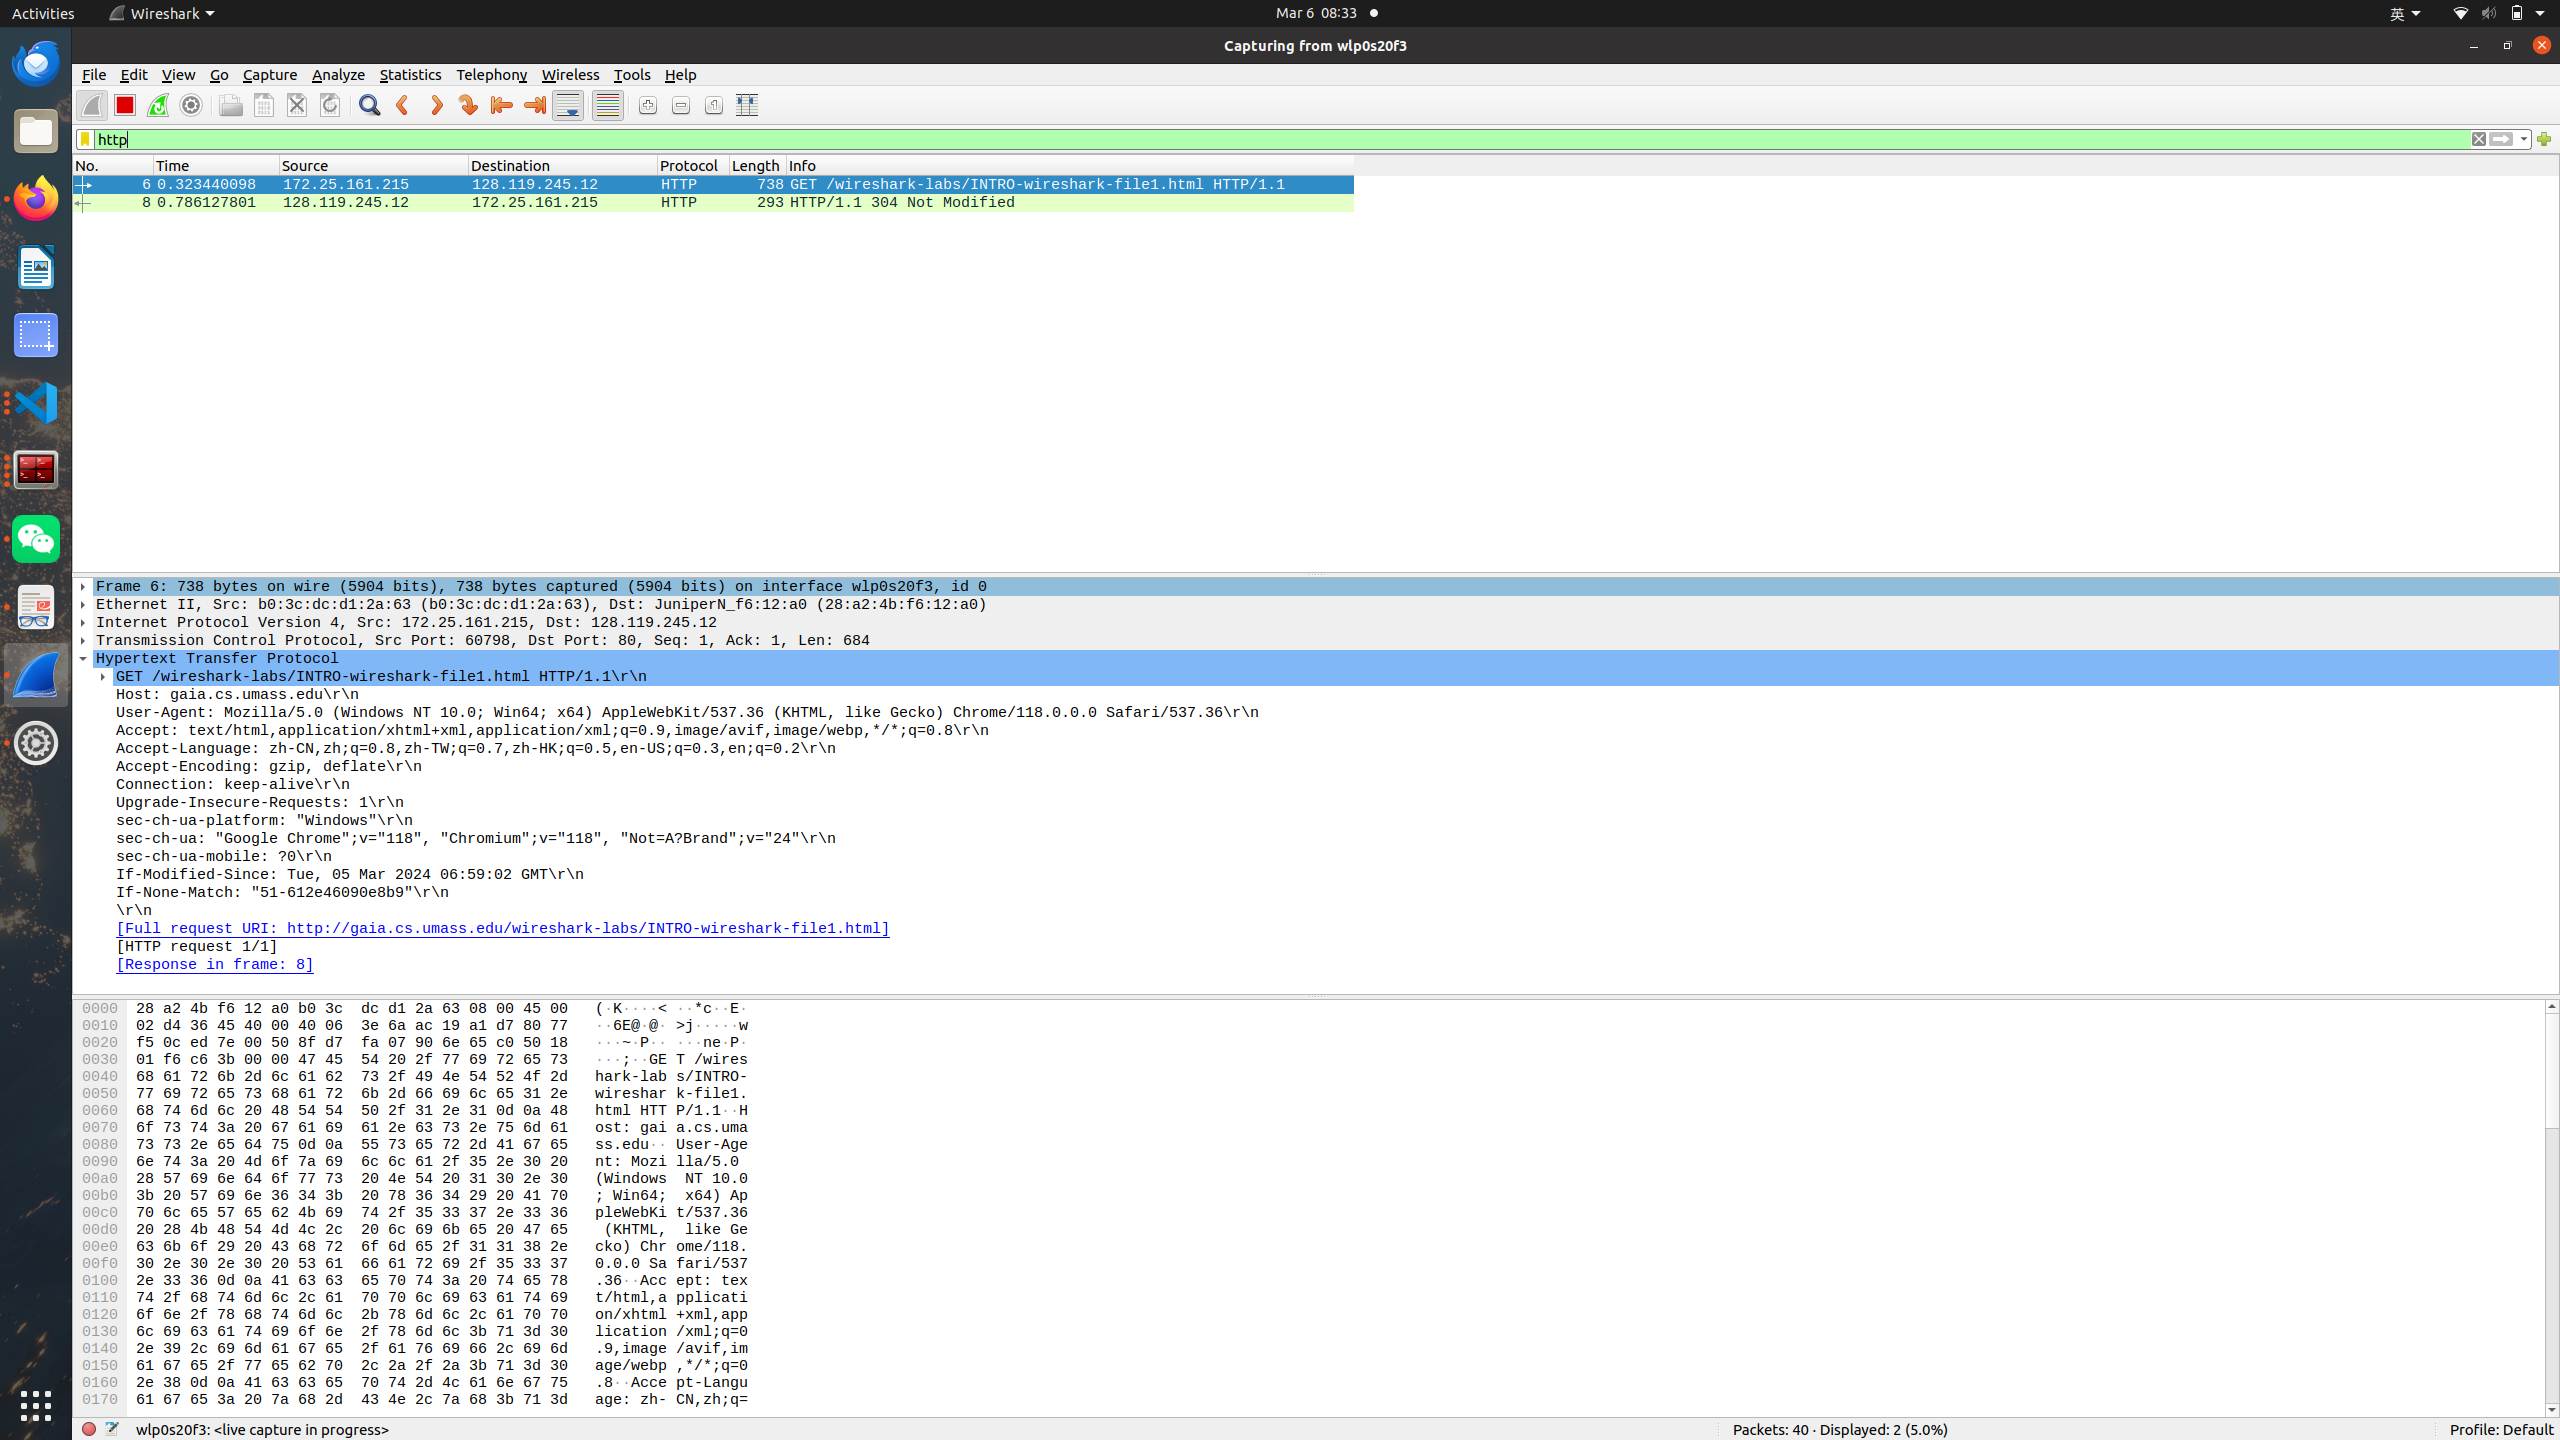 Activities
Wireshark
Mar 6 08:33
英
Capturing from wlp0s20f3
File Edit View Go Capture Analyze Statistics Telephony Wireless Tools Help
http
No. Time Source Destination Protocol Length Info
6 0.323440098 172.25.161.215 128.119.245.12 HTTP 738 GET /wireshark-labs/INTRO-wireshark-file1.html HTTP/1.1
8 0.786127801 128.119.245.12 172.25.161.215 HTTP 293 HTTP/1.1 304 Not Modified
Frame 6: 738 bytes on wire (5904 bits), 738 bytes captured (5904 bits) on interface wlp0s20f3, id 0
Ethernet II, Src: b0:3c:dc:d1:2a:63 (b0:3c:dc:d1:2a:63), Dst: JuniperN_f6:12:a0 (28:a2:4b:f6:12:a0)
Internet Protocol Version 4, Src: 172.25.161.215, Dst: 128.119.245.12
Transmission Control Protocol, Src Port: 60798, Dst Port: 80, Seq: 1, Ack: 1, Len: 684
Hypertext Transfer Protocol
GET /wireshark-labs/INTRO-wireshark-file1.html HTTP/1.1\r\n
Host: gaia.cs.umass.edu\r\n
User-Agent: Mozilla/5.0 (Windows NT 10.0; Win64; x64) AppleWebKit/537.36 (KHTML, like Gecko) Chrome/118.0.0.0 Safari/537.36\r\n
Accept: text/html,application/xhtml+xml,application/xml;q=0.9,image/avif,image/webp,*/*;q=0.8\r\n
Accept-Language: zh-CN,zh;q=0.8,zh-TW;q=0.7,zh-HK;q=0.5,en-US;q=0.3,en;q=0.2\r\n
Accept-Encoding: gzip, deflate\r\n
Connection: keep-alive\r\n
Upgrade-Insecure-Requests: 1\r\n
sec-ch-ua-platform: "Windows"\r\n
sec-ch-ua: "Google Chrome";v="118", "Chromium";v="118", "Not=A?Brand";v="24"\r\n
sec-ch-ua-mobile: ?0\r\n
If-Modified-Since: Tue, 05 Mar 2024 06:59:02 GMT\r\n
If-None-Match: "51-612e46090e8b9"\r\n
\r\n
[Full request URI: http://gaia.cs.umass.edu/wireshark-labs/INTRO-wireshark-file1.html]
[HTTP request 1/1]
[Response in frame: 8]
0000 28 a2 4b f6 12 a0 b0 3c dc d1 2a 63 08 00 45 00 (·K····< ··*c··E·
0010 02 d4 36 45 40 00 40 06 3e 6a ac 19 a1 d7 80 77 ··6E@·@· >j·····w
0020 f5 0c ed 7e 00 50 8f d7 fa 07 90 6e 65 c0 50 18 ···~·P·· ···ne·P·
0030 01 f6 c6 3b 00 00 47 45 54 20 2f 77 69 72 65 73 ···;··GE T /wires
0040 68 61 72 6b 2d 6c 61 62 73 2f 49 4e 54 52 4f 2d hark-lab s/INTRO-
0050 77 69 72 65 73 68 61 72 6b 2d 66 69 6c 65 31 2e wireshar k-file1.
0060 68 74 6d 6c 20 48 54 54 50 2f 31 2e 31 0d 0a 48 html HTT P/1.1··H
0070 6f 73 74 3a 20 67 61 69 61 2e 63 73 2e 75 6d 61 ost: gai a.cs.uma
0080 73 73 2e 65 64 75 0d 0a 55 73 65 72 2d 41 67 65 ss.edu·· User-Age
0090 6e 74 3a 20 4d 6f 7a 69 6c 6c 61 2f 35 2e 30 20 nt: Mozi lla/5.0
00a0 28 57 69 6e 64 6f 77 73 20 4e 54 20 31 30 2e 30 (Windows NT 10.0
00b0 3b 20 57 69 6e 36 34 3b 20 78 36 34 29 20 41 70 ; Win64; x64) Ap
00c0 70 6c 65 57 65 62 4b 69 74 2f 35 33 37 2e 33 36 pleWebKi t/537.36
00d0 20 28 4b 48 54 4d 4c 2c 20 6c 69 6b 65 20 47 65 (KHTML, like Ge
00e0 63 6b 6f 29 20 43 68 72 6f 6d 65 2f 31 31 38 2e cko) Chr ome/118.
00f0 30 2e 30 2e 30 20 53 61 66 61 72 69 2f 35 33 37 0.0.0 Sa fari/537
0100 2e 33 36 0d 0a 41 63 63 65 70 74 3a 20 74 65 78 .36··Acc ept: tex
0110 74 2f 68 74 6d 6c 2c 61 70 70 6c 69 63 61 74 69 t/html,a pplicati
0120 6f 6e 2f 78 68 74 6d 6c 2b 78 6d 6c 2c 61 70 70 on/xhtml +xml,app
0130 6c 69 63 61 74 69 6f 6e 2f 78 6d 6c 3b 71 3d 30 lication /xml;q=0
0140 2e 39 2c 69 6d 61 67 65 2f 61 76 69 66 2c 69 6d .9,image /avif,im
0150 61 67 65 2f 77 65 62 70 2c 2a 2f 2a 3b 71 3d 30 age/webp ,*/*;q=0
0160 2e 38 0d 0a 41 63 63 65 70 74 2d 4c 61 6e 67 75 .8··Acce pt-Langu
0170 61 67 65 3a 20 7a 68 2d 43 4e 2c 7a 68 3b 71 3d age: zh- CN,zh;q=
wlp0s20f3: <live capture in progress>
Packets: 40 · Displayed: 2 (5.0%)
Profile: Default